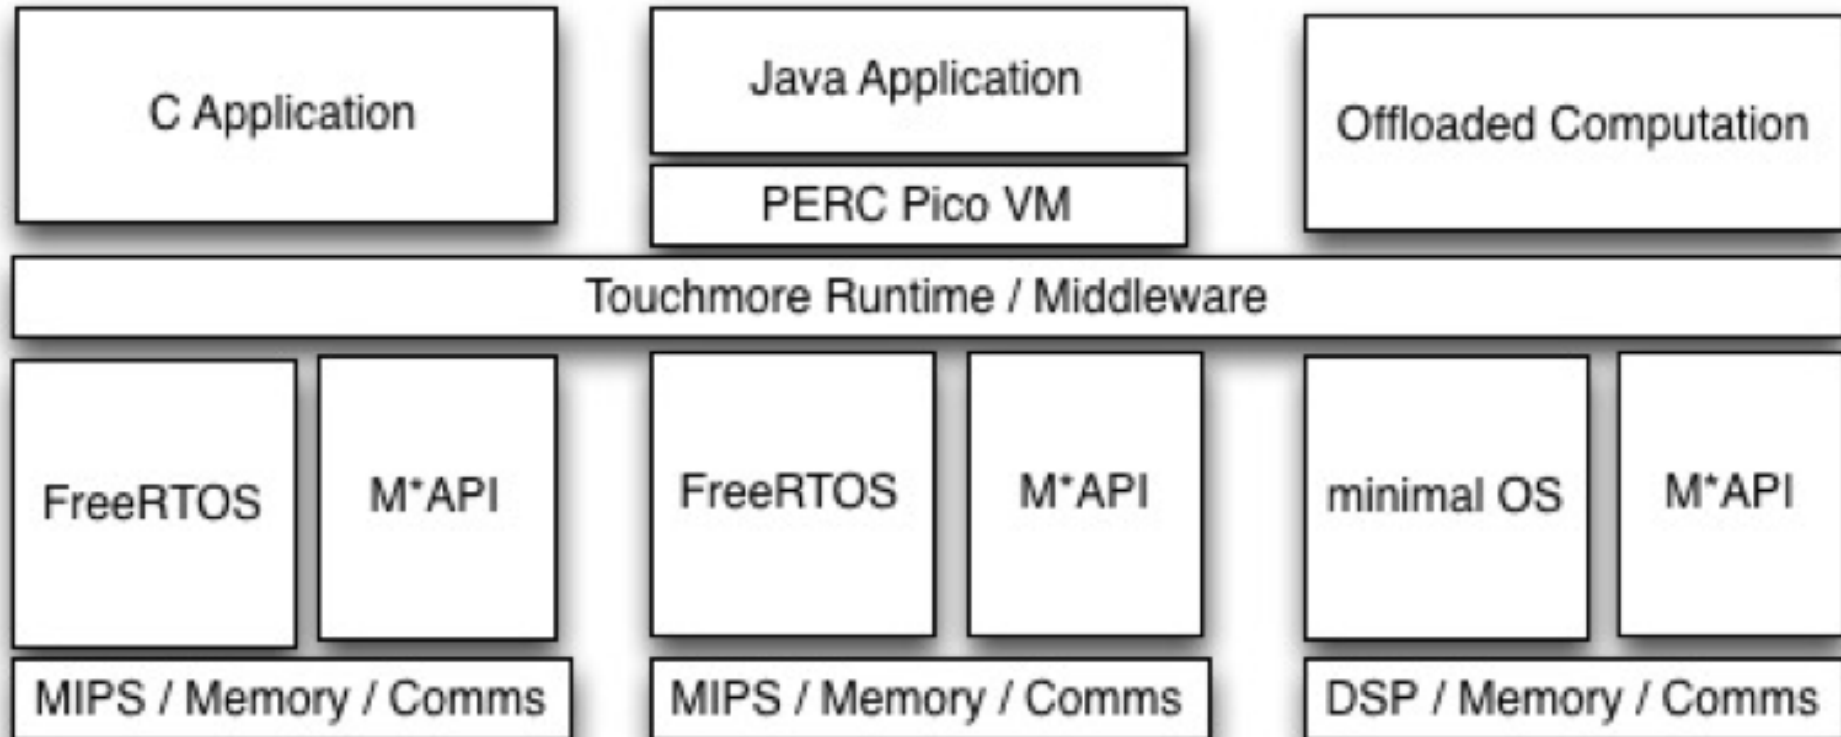 C Application
Java Application
Offloaded Computation
PERC Pico VM
Touchmore Runtime / Middleware
FreeRTOS
M*API
FreeRTOS
M*API
minimal OS
M*API
MIPS / Memory / Comms
MIPS / Memory / Comms
DSP / Memory / Comms